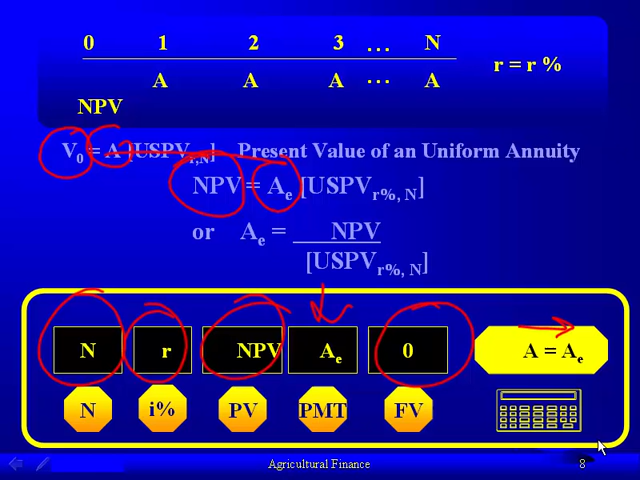 0 1 2 3 ... N
r = r %
A A A ... A
NPV
V0 = A [USPVr,N] Present Value of an Uniform Annuity
NPV = Ae [USPVr%, N]
or Ae = NPV
[USPVr%, N]
N r NPV Ae 0 A = Ae
N i% PV PMT FV
Agricultural Finance 8